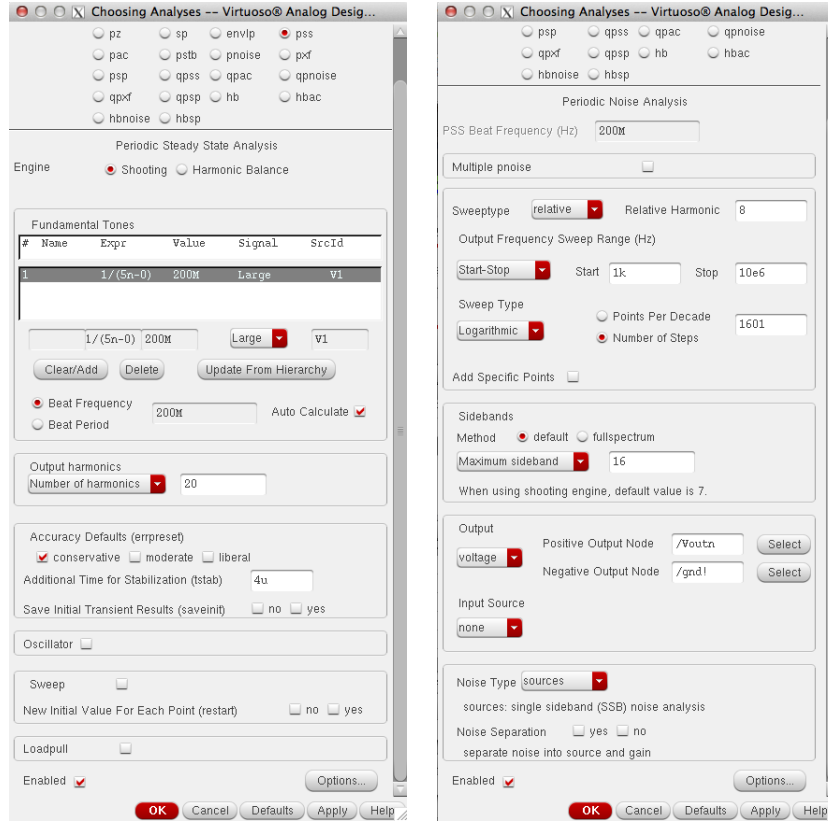 Choosing Analyses -- Virtuoso® Analog Desig...
pz sp envlp pss
pac pstb pnoise pxf
psp qpss qpac qpnoise
qpxf qpsp hb hbac
hbnoise hbsp
Periodic Steady State Analysis
Engine Shooting Harmonic Balance
Fundamental Tones
# Name Expr Value Signal SrcId
1 1/(5n-0) 200M Large V1
1/(5n-0) 200M Large V1
Clear/Add Delete Update From Hierarchy
Beat Frequency 200M Auto Calculate
Beat Period
Output harmonics
Number of harmonics 20
Accuracy Defaults (errpreset)
conservative moderate liberal
Additional Time for Stabilization (tstab) 4u
Save Initial Transient Results (saveinit) no yes
Oscillator
Sweep
New Initial Value For Each Point (restart) no yes
Loadpull
Enabled Options...
OK Cancel Defaults Apply Help
Choosing Analyses -- Virtuoso® Analog Desig...
psp qpss qpac qpnoise
qpxf qpsp hb hbac
hbnoise hbsp
Periodic Noise Analysis
PSS Beat Frequency (Hz) 200M
Multiple pnoise
Sweeptype relative Relative Harmonic 8
Output Frequency Sweep Range (Hz)
Start-Stop Start 1k Stop 10e6
Sweep Type
Logarithmic Points Per Decade 1601
Number of Steps
Add Specific Points
Sidebands
Method default fullspectrum
Maximum sideband 16
When using shooting engine, default value is 7.
Output
voltage Positive Output Node /Voutn Select
Negative Output Node /gnd! Select
Input Source
none
Noise Type sources
sources: single sideband (SSB) noise analysis
Noise Separation yes no
separate noise into source and gain
Enabled Options...
OK Cancel Defaults Apply Help